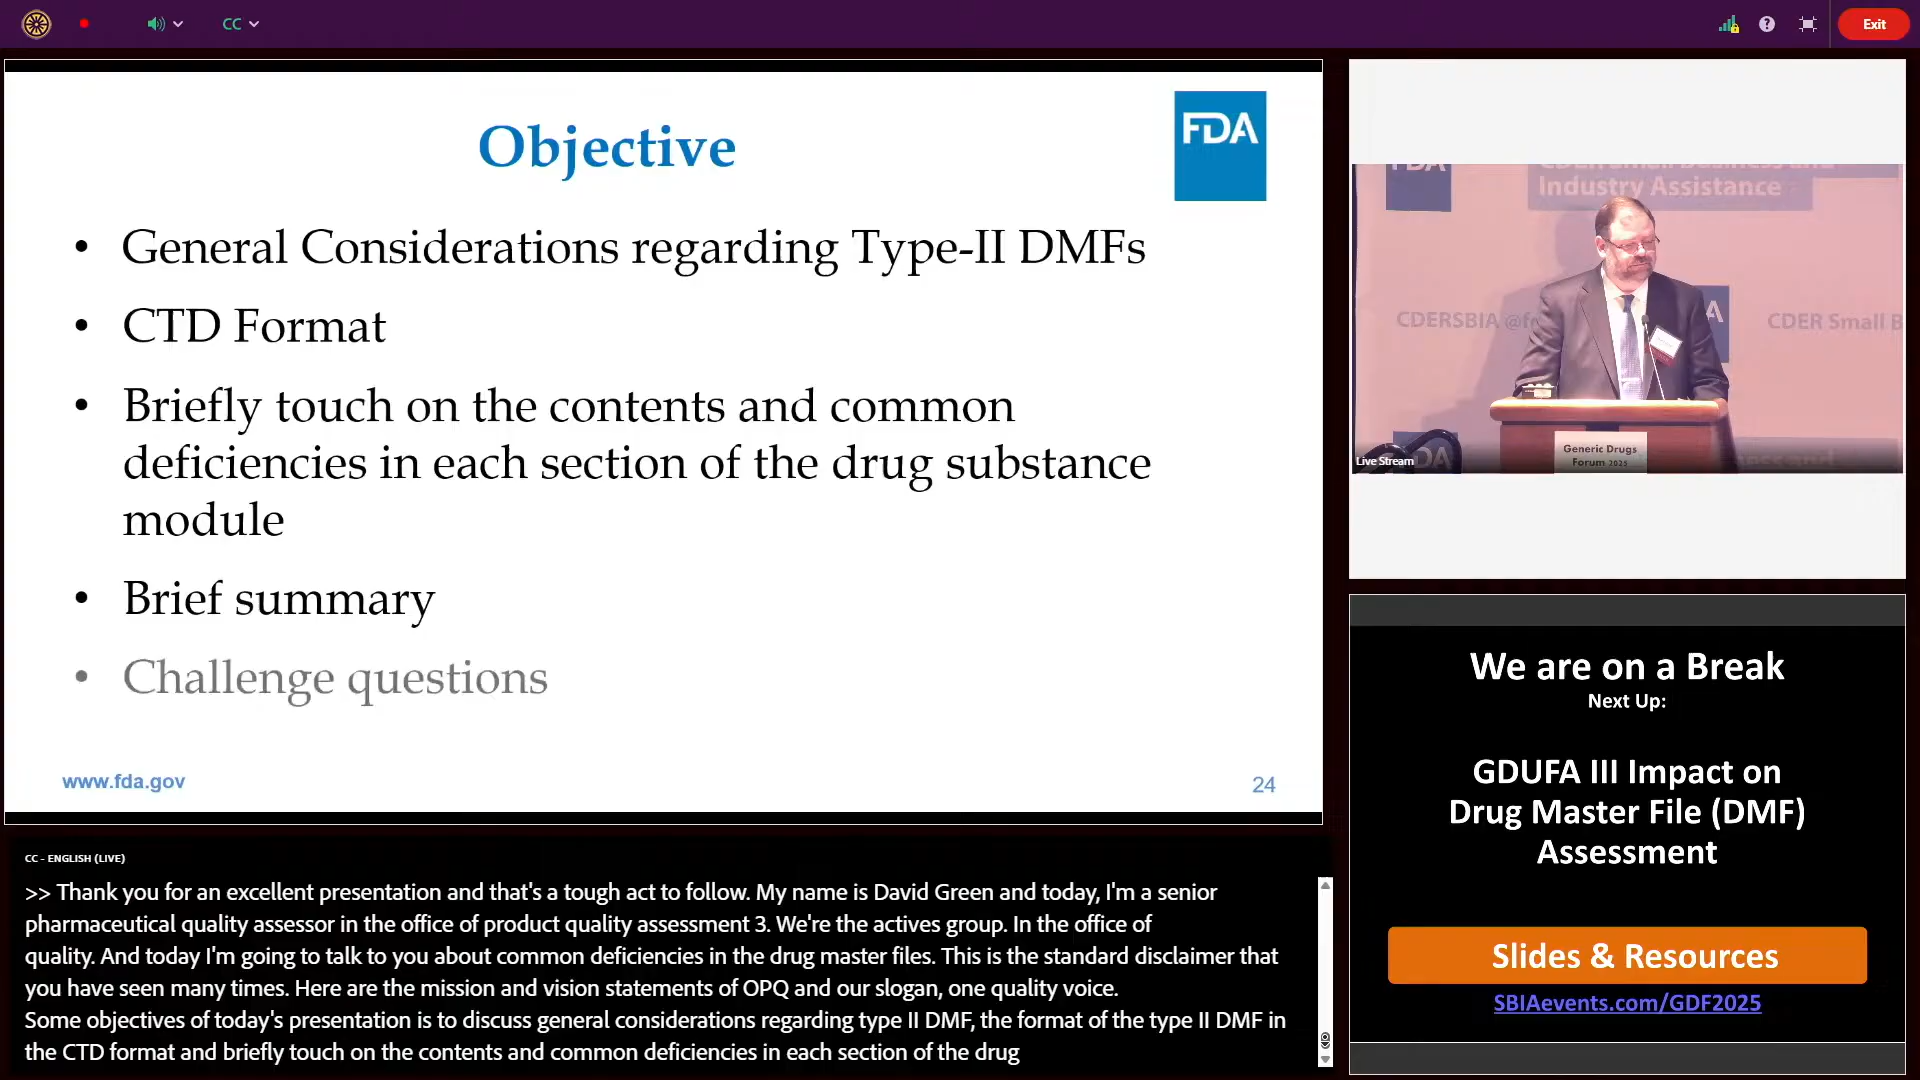 CC
Exit
Objective
FDA
• General Considerations regarding Type-II DMFs
• CTD Format
• Briefly touch on the contents and common
deficiencies in each section of the drug substance
module
• Brief summary
• Challenge questions
www.fda.gov
24
FDA
CDER Small Business and
Industry Assistance
CDERSBIA @f
A
CDER Small B
Generic Drugs
Forum 2025
Live Stream
DA
We are on a Break
Next Up:
GDUFA III Impact on
Drug Master File (DMF)
Assessment
Slides & Resources
SBIAevents.com/GDF2025
CC - ENGLISH (LIVE)
>> Thank you for an excellent presentation and that's a tough act to follow. My name is David Green and today, I'm a senior
pharmaceutical quality assessor in the office of product quality assessment 3. We're the actives group. In the office of
quality. And today I'm going to talk to you about common deficiencies in the drug master files. This is the standard disclaimer that
you have seen many times. Here are the mission and vision statements of OPQ and our slogan, one quality voice.
Some objectives of today's presentation is to discuss general considerations regarding type II DMF, the format of the type II DMF in
the CTD format and briefly touch on the contents and common deficiencies in each section of the drug